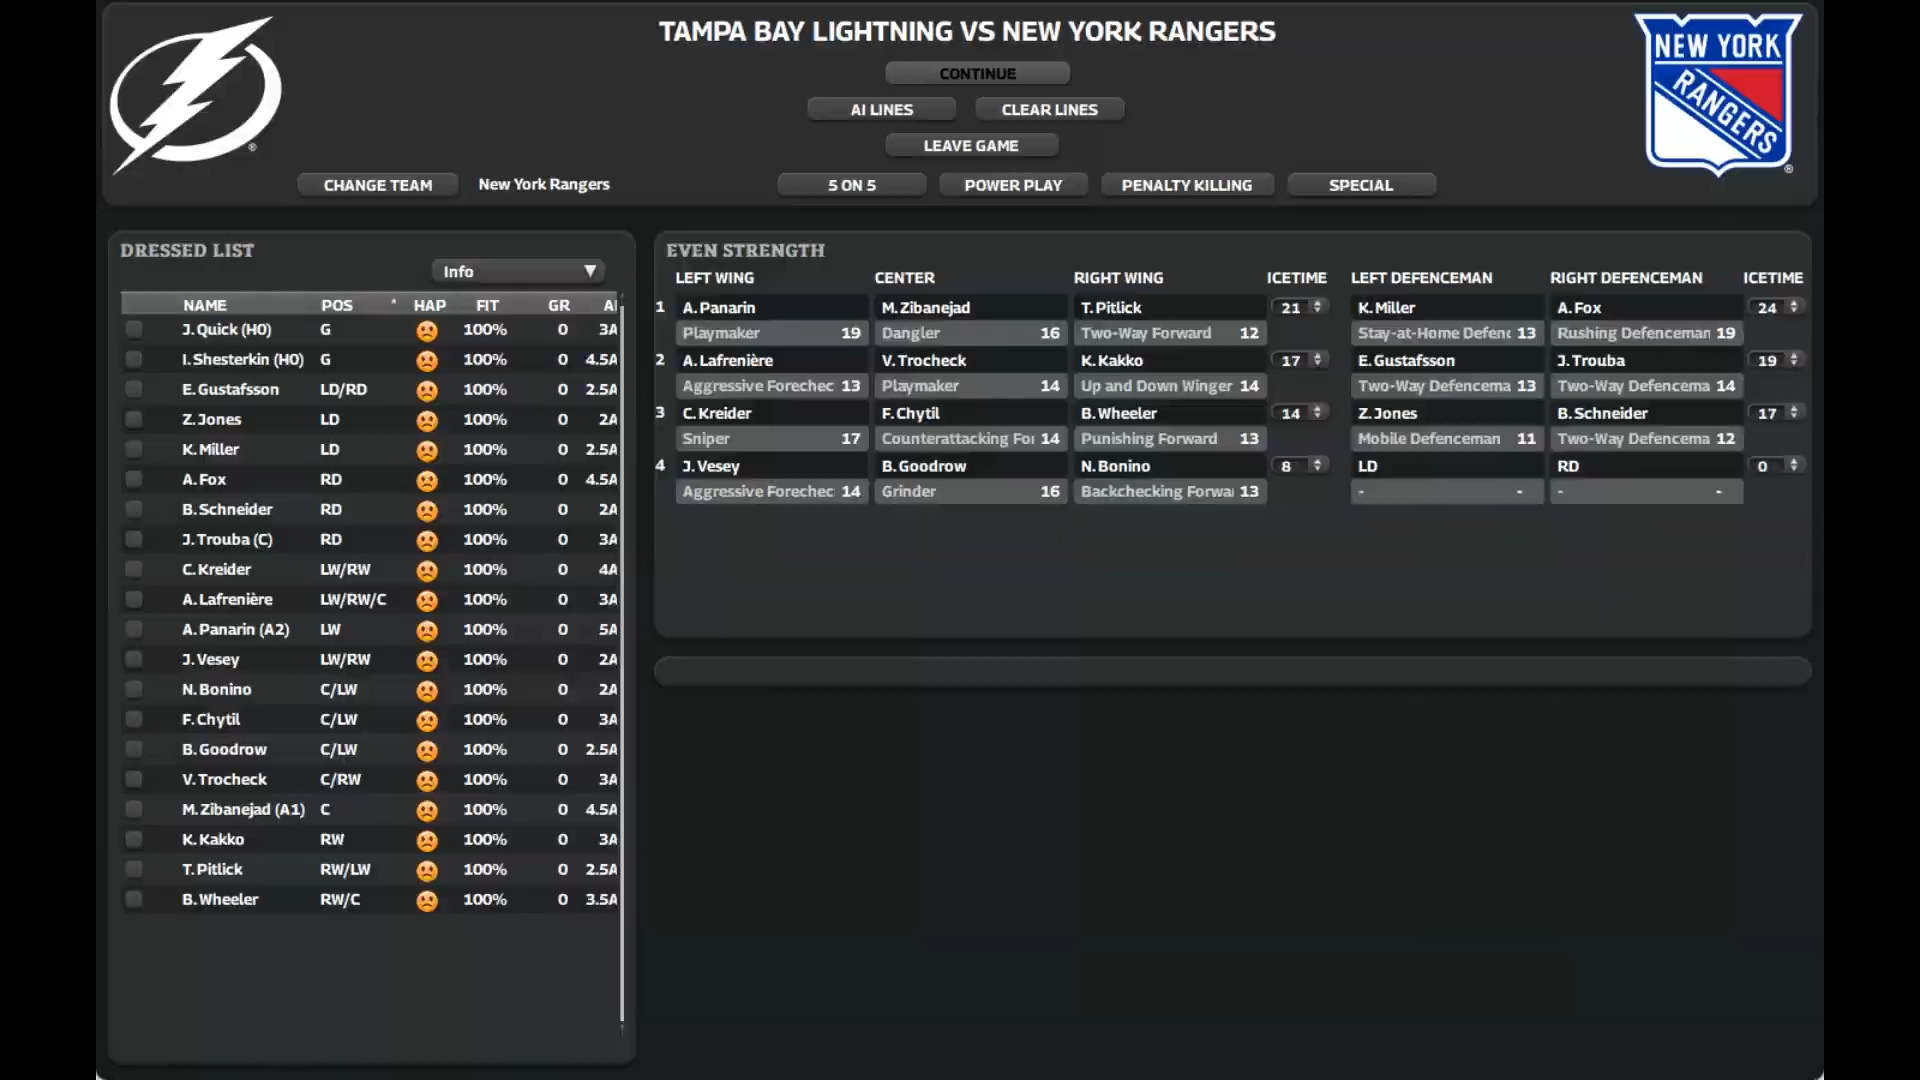 TAMPA BAY LIGHTNING VS NEW YORK RANGERS
CONTINUE
AI LINES CLEAR LINES
LEAVE GAME
CHANGE TEAM New York Rangers 5 ON 5 POWER PLAY PENALTY KILLING SPECIAL
NEW YORK
RANGERS
®
®
DRESSED LIST
Info
NAME POS HAP FIT GR
J. Quick (H0) G 100% 0 3A
I. Shesterkin (H0) G 100% 0 4.5A
E. Gustafsson LD/RD 100% 0 2.5A
Z. Jones LD 100% 0 2A
K. Miller LD 100% 0 2.5A
A. Fox RD 100% 0 4.5A
B. Schneider RD 100% 0 2A
J. Trouba (C) RD 100% 0 3A
C. Kreider LW/RW 100% 0 4A
A. Lafrenière LW/RW/C 100% 0 3A
A. Panarin (A2) LW 100% 0 5A
J. Vesey LW/RW 100% 0 2A
N. Bonino C/LW 100% 0 2A
F. Chytil C/LW 100% 0 3A
B. Goodrow C/LW 100% 0 2.5A
V. Trocheck C/RW 100% 0 3A
M. Zibanejad (A1) C 100% 0 4.5A
K. Kakko RW 100% 0 3A
T. Pitlick RW/LW 100% 0 2.5A
B. Wheeler RW/C 100% 0 3.5A
EVEN STRENGTH
LEFT WING CENTER RIGHT WING ICETIME LEFT DEFENCEMAN RIGHT DEFENCEMAN ICETIME
1 A. Panarin M. Zibanejad T. Pitlick 21 K. Miller A. Fox 24
Playmaker 19 Dangler 16 Two-Way Forward 12 Stay-at-Home Defenc 13 Rushing Defenceman 19
2 A. Lafrenière V. Trocheck K. Kakko 17 E. Gustafsson J. Trouba 19
Aggressive Forechec 13 Playmaker 14 Up and Down Winger 14 Two-Way Defencema 13 Two-Way Defencema 14
3 C. Kreider F. Chytil B. Wheeler 14 Z. Jones B. Schneider 17
Sniper 17 Counterattacking For 14 Punishing Forward 13 Mobile Defenceman 11 Two-Way Defencema 12
4 J. Vesey B. Goodrow N. Bonino 8 LD RD 0
Aggressive Forechec 14 Grinder 16 Backchecking Forwa 13 - - - -